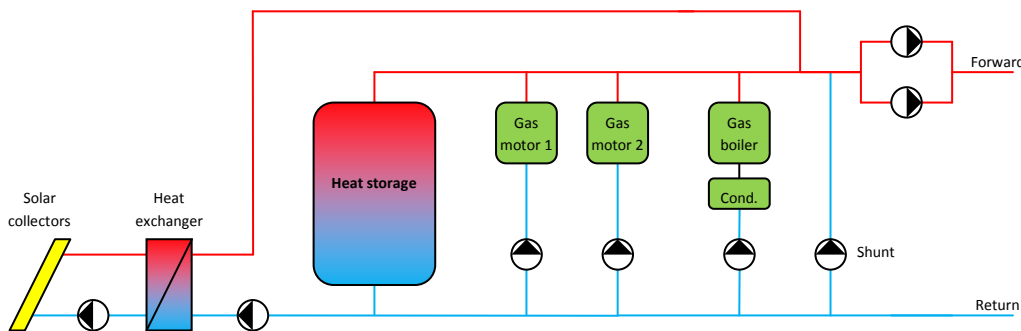 Forward
Gas
motor 1
Gas
motor 2
Gas
boiler
Heat storage
Cond.
Solar
collectors
Heat
exchanger
Shunt
Return